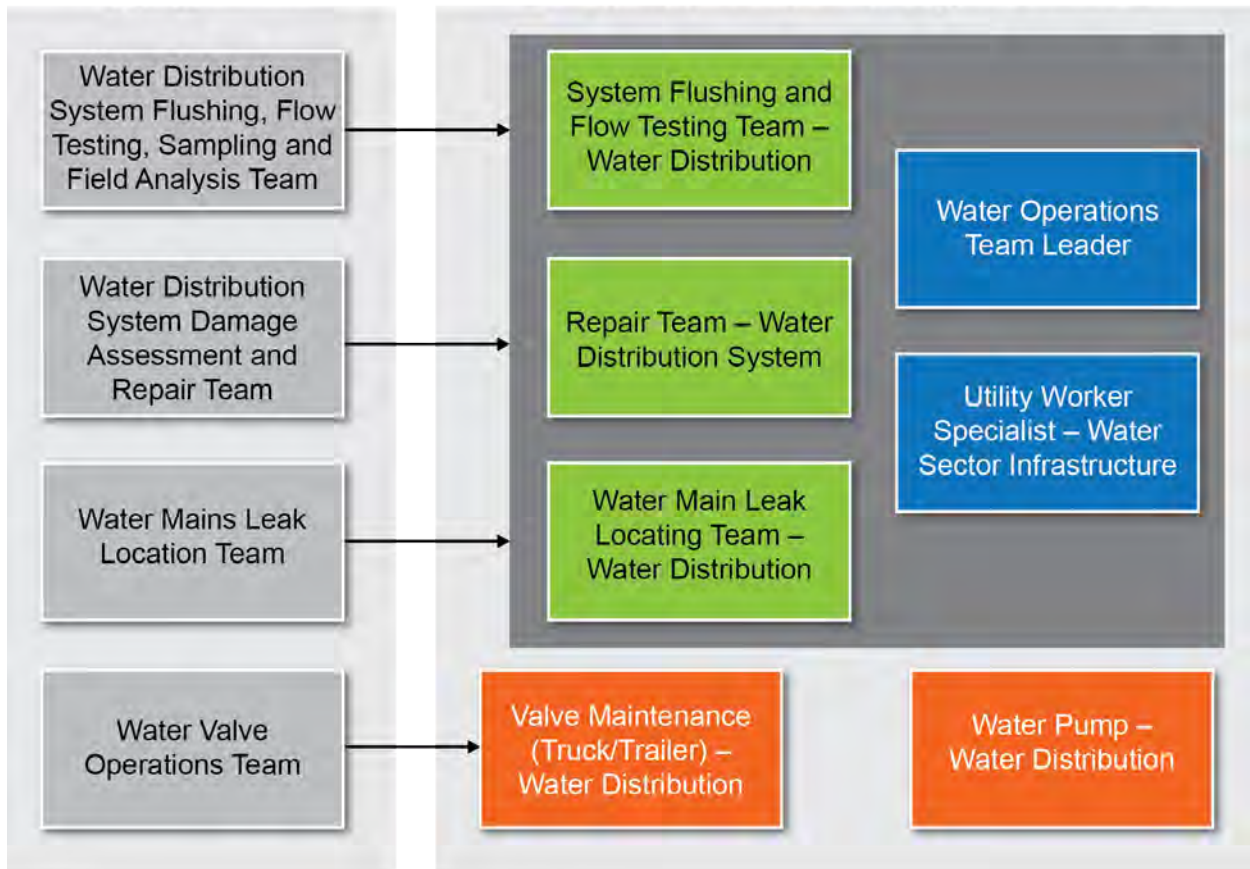 Water Distribution
System Flushing, Flow
Testing, Sampling and
Field Analysis Team
System Flushing and
Flow Testing Team –
Water Distribution
Water Operations
Team Leader
Water Distribution
System Damage
Assessment and
Repair Team
Repair Team – Water
Distribution System
Utility Worker
Specialist – Water
Sector Infrastructure
Water Mains Leak
Location Team
Water Main Leak
Locating Team –
Water Distribution
Water Valve
Operations Team
Valve Maintenance
(Truck/Trailer) –
Water Distribution
Water Pump –
Water Distribution